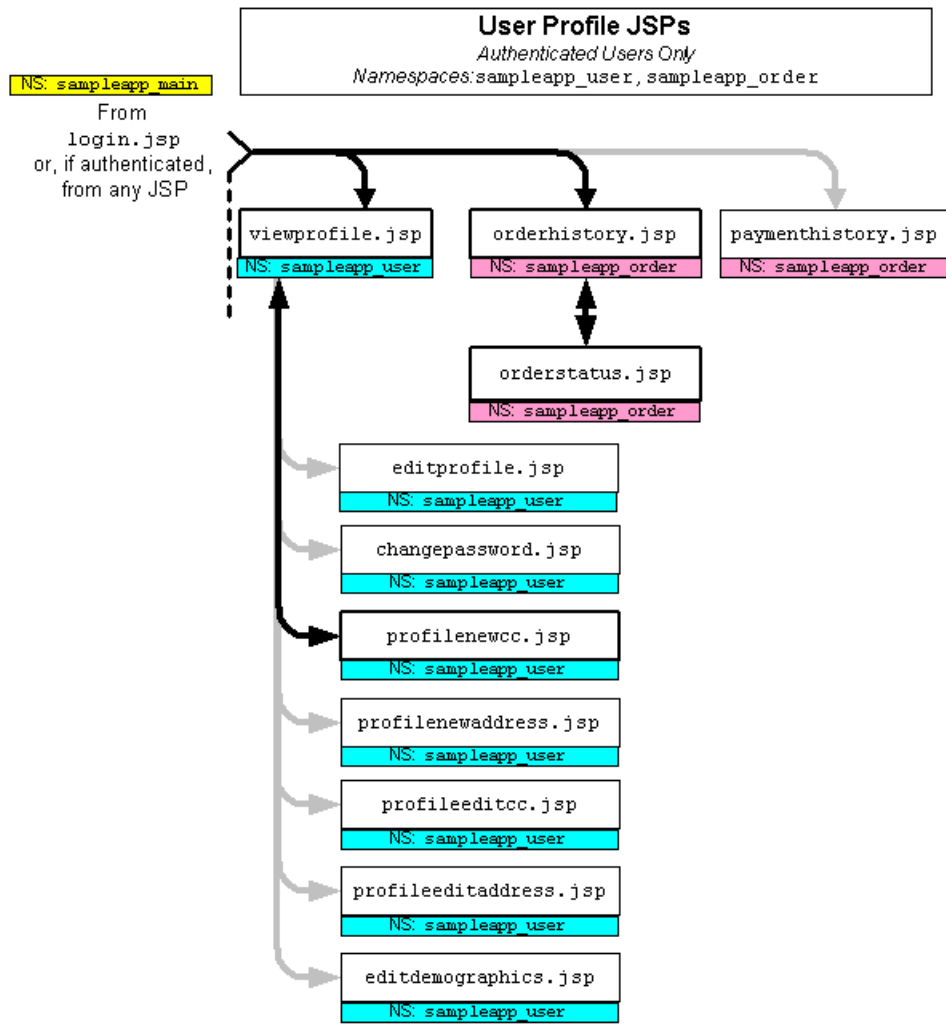 User Profile JSPs
Authenticated Users Only
Namespaces:sampleapp_user, sampleapp_order
NS: sampleapp_main
From
login.jsp
or, if authenticated,
from any JSP
viewprofile.jsp
NS: sampleapp_user
orderhistory.jsp
NS: sampleapp_order
paymenthistory.jsp
NS: sampleapp_order
orderstatus.jsp
NS: sampleapp_order
editprofile.jsp
NS: sampleapp_user
changepassword.jsp
NS: sampleapp_user
profilenewcc.jsp
NS: sampleapp_user
profilenewaddress.jsp
NS: sampleapp_user
profileeditcc.jsp
NS: sampleapp_user
profileeditaddress.jsp
NS: sampleapp_user
editdemographics.jsp
NS: sampleapp_user